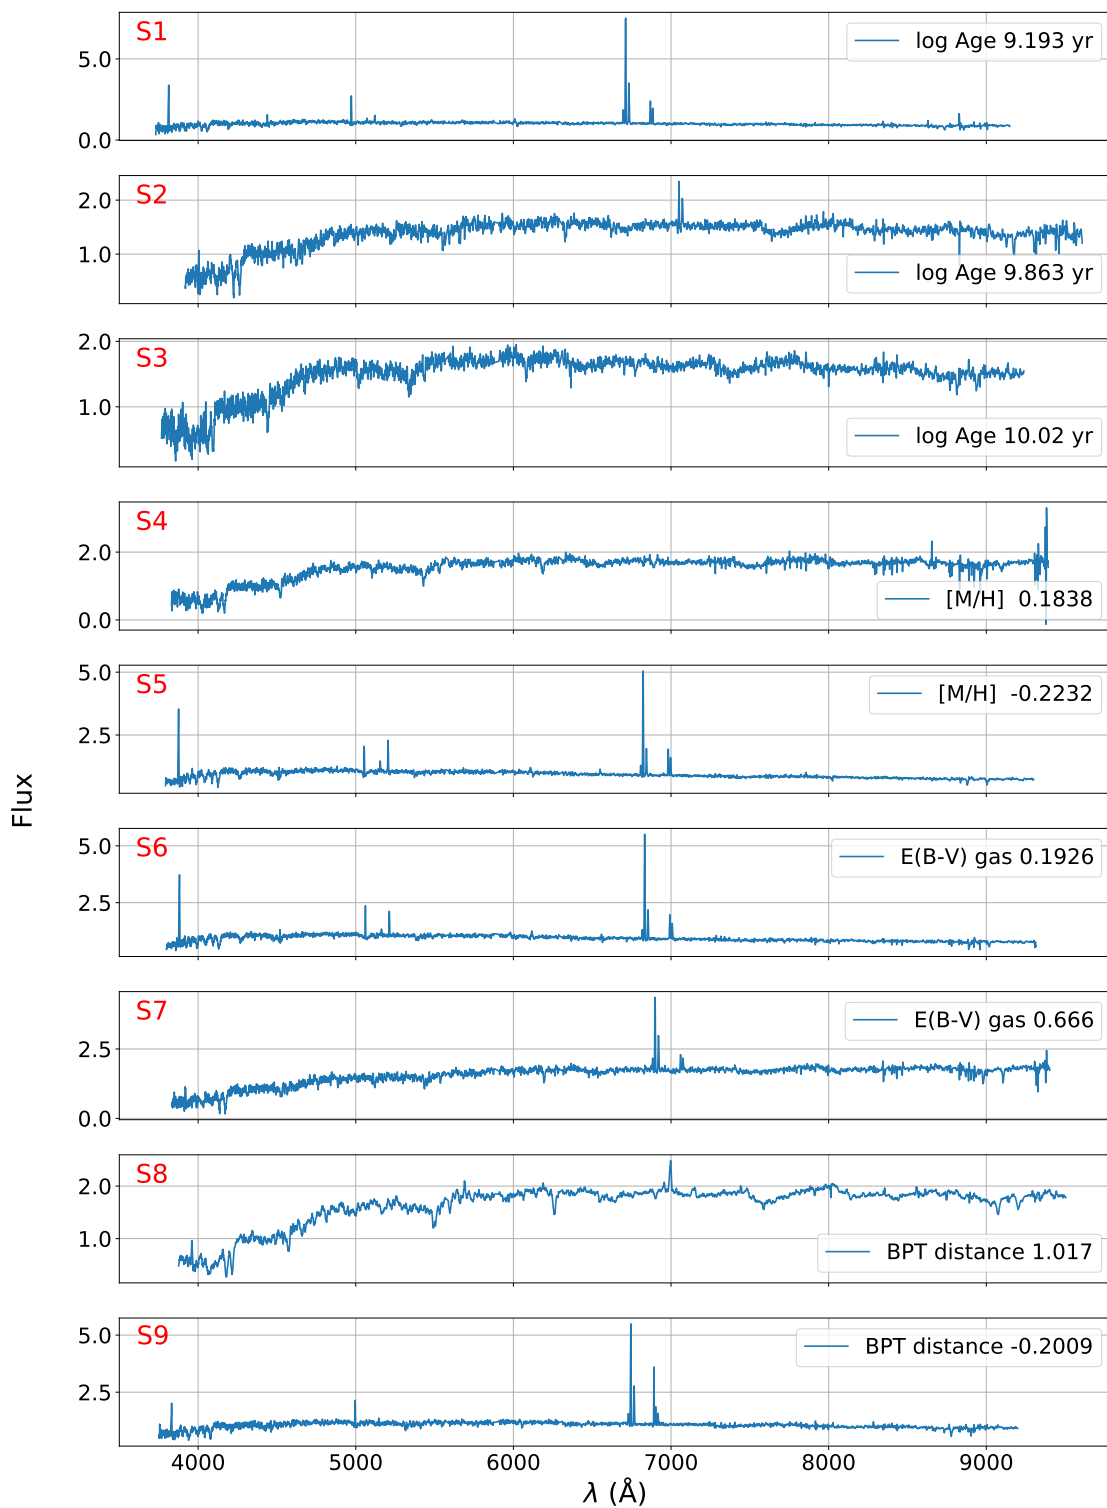 S1
log Age 9.193 yr
5.0
0.0
S2
log Age 9.863 yr
2.0
1.0
S3
log Age 10.02 yr
2.0
1.0
S4
[M/H] 0.1838
2.0
0.0
S5
[M/H] -0.2232
5.0
2.5
S6
E(B-V) gas 0.1926
5.0
2.5
S7
E(B-V) gas 0.666
2.5
0.0
S8
BPT distance 1.017
2.0
1.0
S9
BPT distance -0.2009
5.0
2.5
Flux
4000 5000 6000 7000 8000 9000
λ (Å)